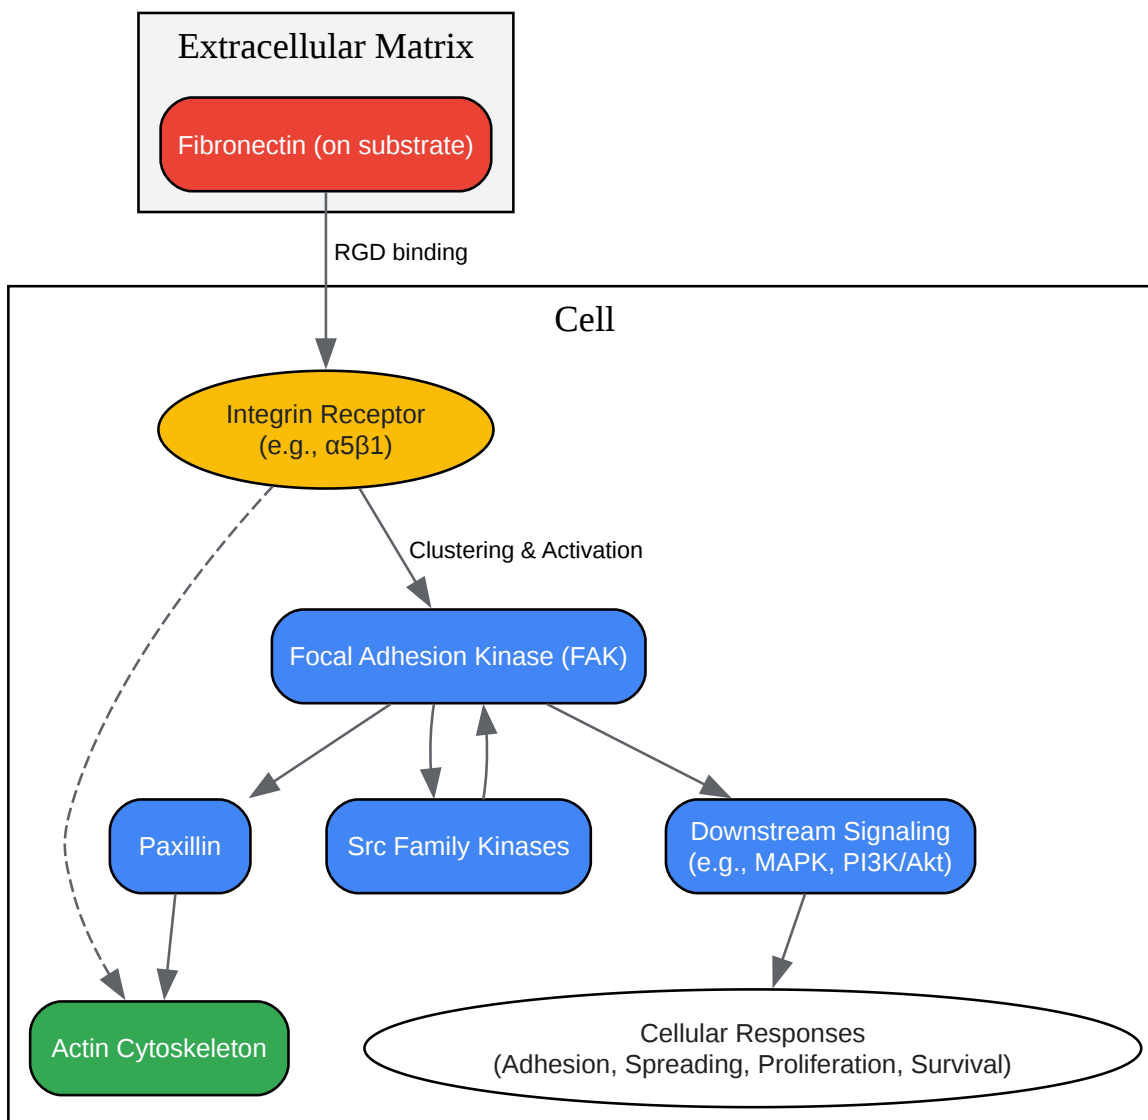 Extracellular Matrix
Fibronectin (on substrate)
RGD binding
Cell
Integrin Receptor
(e.g., α5β1)
Clustering & Activation
Focal Adhesion Kinase (FAK)
Paxillin
Src Family Kinases
Downstream Signaling
(e.g., MAPK, PI3K/Akt)
Actin Cytoskeleton
Cellular Responses
(Adhesion, Spreading, Proliferation, Survival)